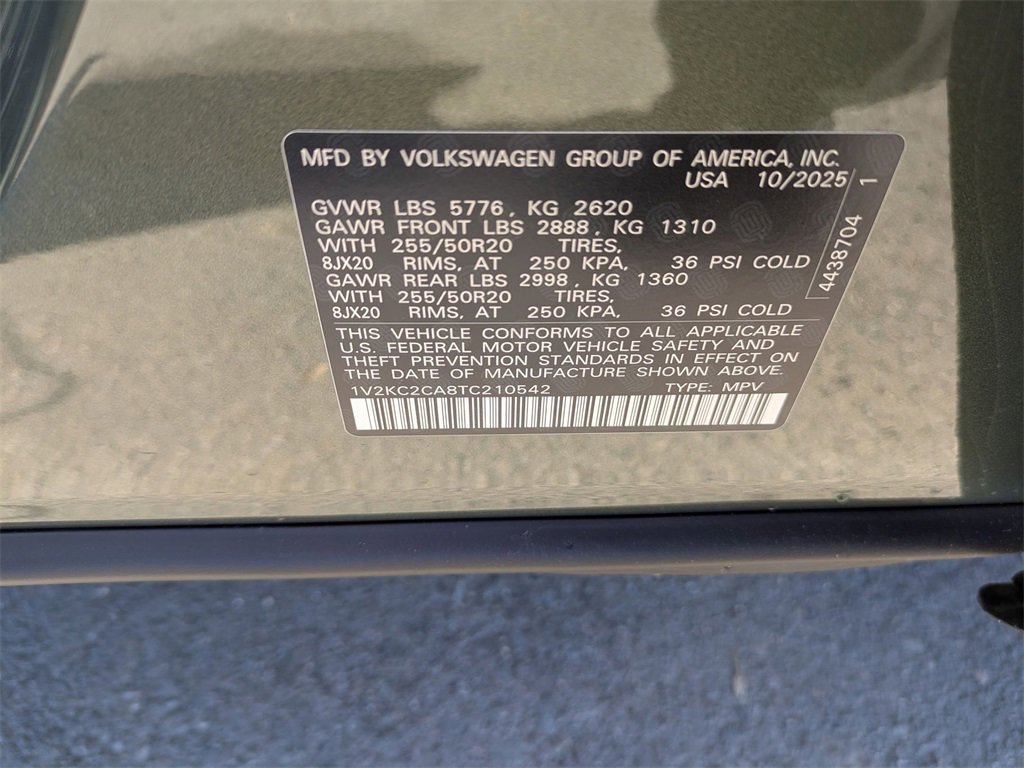 MFD BY VOLKSWAGEN GROUP OF AMERICA, INC.
USA 10/2025
GVWR LBS 5776, KG 2620
GAWR FRONT LBS 2888, KG 1310
WITH 255/50R20 TIRES,
8JX20 RIMS, AT 250 KPA, 36 PSI COLD
GAWR REAR LBS 2998, KG 1360
WITH 255/50R20 TIRES,
8JX20 RIMS, AT 250 KPA, 36 PSI COLD
THIS VEHICLE CONFORMS TO ALL APPLICABLE
U.S. FEDERAL MOTOR VEHICLE SAFETY AND
THEFT PREVENTION STANDARDS IN EFFECT ON
THE DATE OF MANUFACTURE SHOWN ABOVE.
1V2KC2CA8TC210542 TYPE: MPV
4438704 1